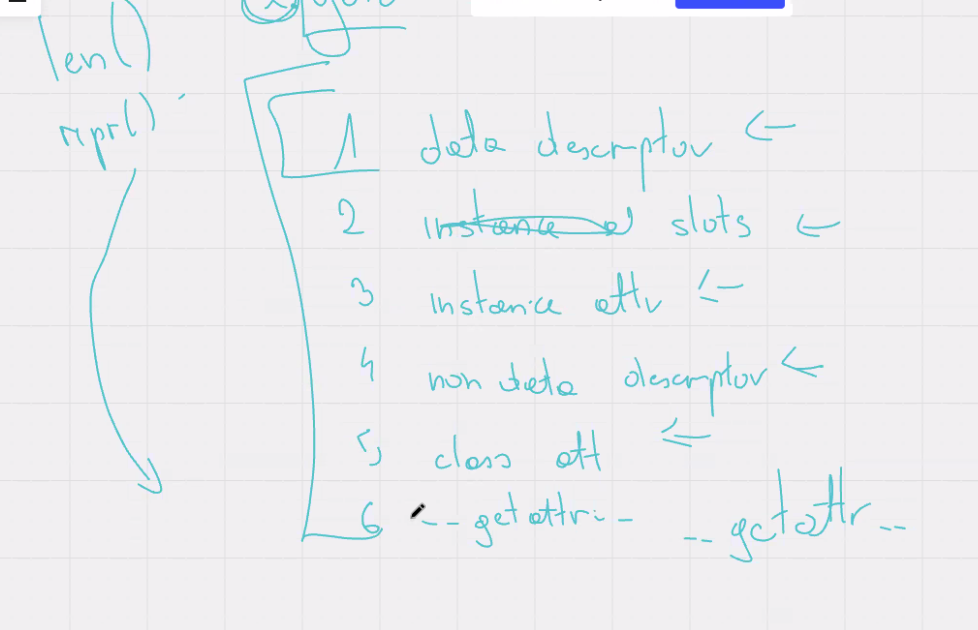 len()
repr()
1 data descriptor ←
2 slots ←
3 instance attr ←
4 non data descriptor ←
5 class att ←
6 __getattr__ __getattr__